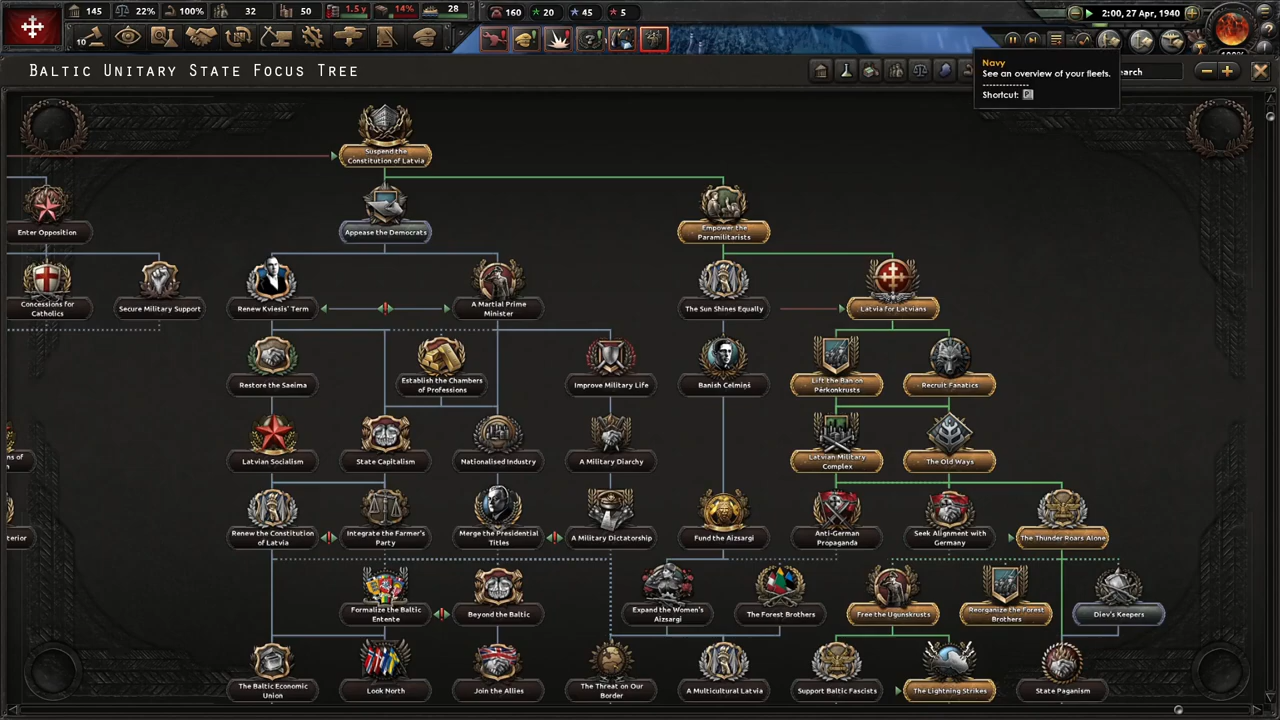 145 22% 100% 32 50 1.5 y 14% 28 160 20 45 5 2:00, 27 Apr, 1940
10
100%
BALTIC UNITARY STATE FOCUS TREE
earch
Navy
See an overview of your fleets.
--------------
Shortcut:
Suspend the
Constitution of Latvia
Enter Opposition
Appease the Democrats
Empower the
Paramilitarists
Concessions for
Catholics
Secure Military Support
Renew Kviesis' Term
A Martial Prime
Minister
The Sun Shines Equally
Latvia for Latvians
Restore the Saeima
Establish the Chambers
of Professions
Improve Military Life
Banish Celmiņš
Lift the Ban on
Pērkonkrusts
Recruit Fanatics
ns of
Latvian Socialism
State Capitalism
Nationalised Industry
A Military Diarchy
Latvian Military
Complex
The Old Ways
terior
Renew the Constitution
of Latvia
Integrate the Farmer's
Party
Merge the Presidential
Titles
A Military Dictatorship
Fund the Aizsargi
Anti-German
Propaganda
Seek Alignment with
Germany
The Thunder Roars Alone
Formalize the Baltic
Entente
Beyond the Baltic
Expand the Women's
Aizsargi
The Forest Brothers
Free the Ugunskrusts
Reorganize the Forest
Brothers
Diev's Keepers
The Baltic Economic
Union
Look North
Join the Allies
The Threat on Our
Border
A Multicultural Latvia
Support Baltic Fascists
The Lightning Strikes
State Paganism